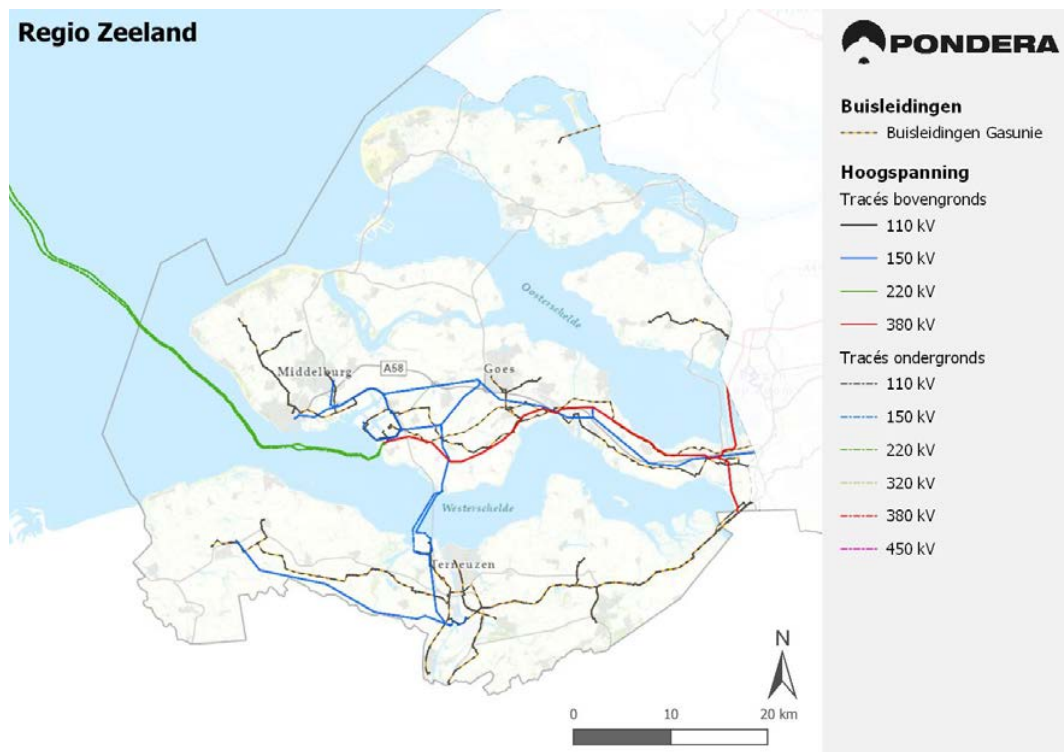 Regio Zeeland
PONDERA
Buisleidingen
Buisleidingen Gasunie
Hoogspanning
Tracés bovengronds
110 kV
150 kV
220 kV
380 kV
Tracés ondergronds
110 kV
150 kV
220 kV
320 kV
380 kV
450 kV
Oosterschelde
Middelburg
A58
Goes
Westerschelde
Terneuzen
N
0 10 20 km